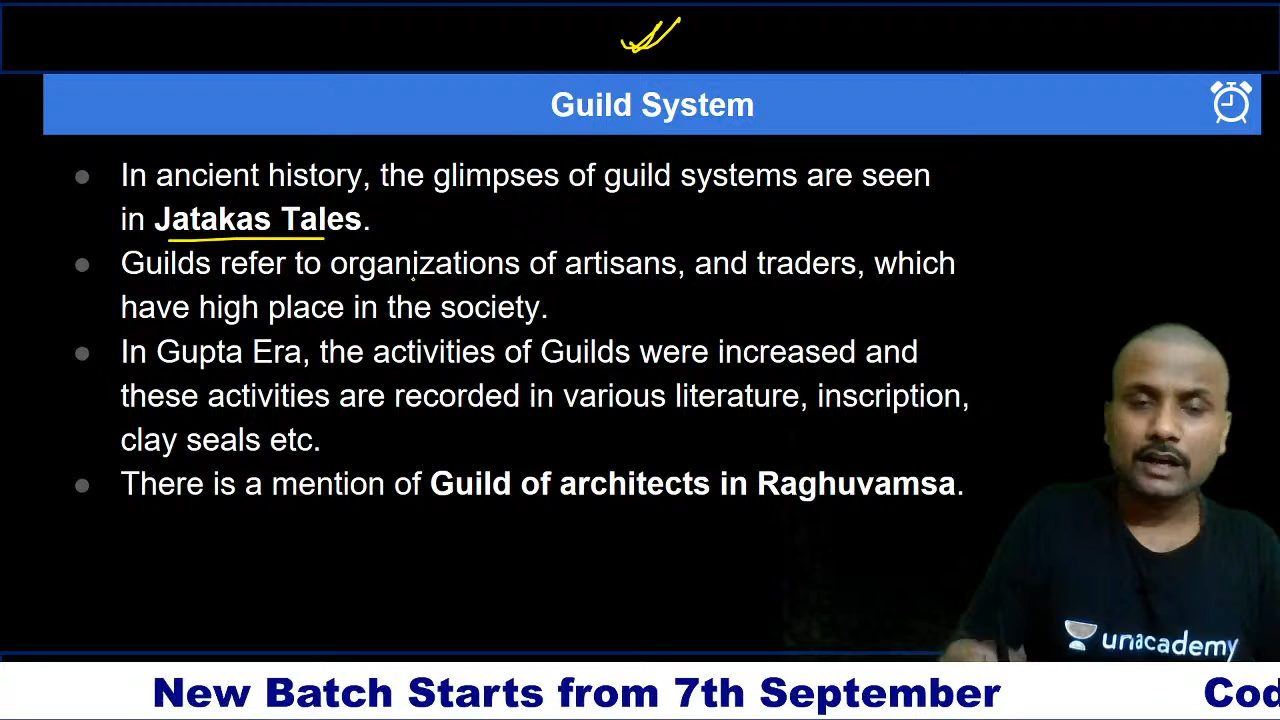 Guild System
In ancient history, the glimpses of guild systems are seen
in Jatakas Tales.
Guilds refer to organizations of artisans, and traders, which
have high place in the society.
In Gupta Era, the activities of Guilds were increased and
these activities are recorded in various literature, inscription,
clay seals etc.
There is a mention of Guild of architects in Raghuvamsa.
unacademy
New Batch Starts from 7th September Cod